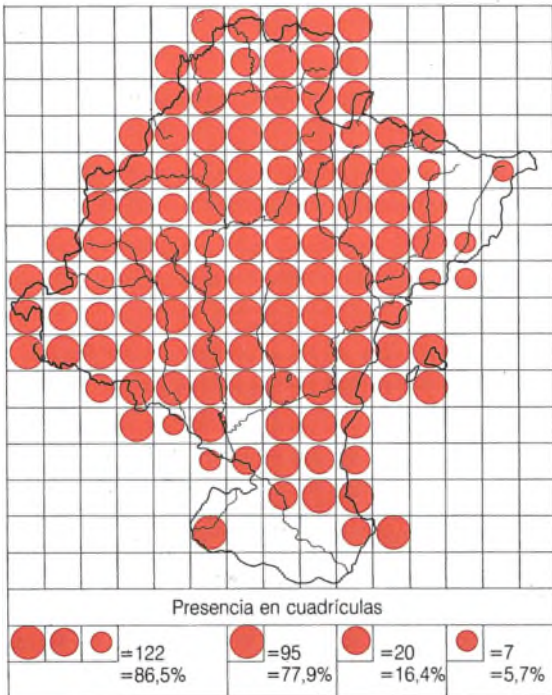 Presencia en cuadrículas
=122 =95 =20 =7
=86,5% =77,9% =16,4% =5,7%